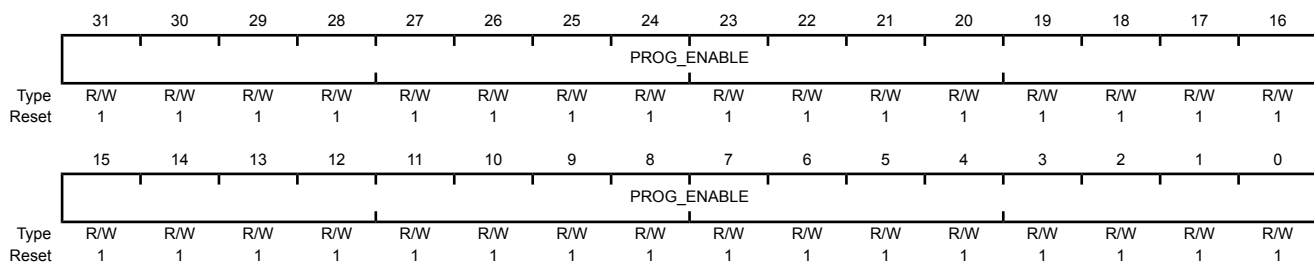 31 30 29 28 27 26 25 24 23 22 21 20 19 18 17 16
PROG_ENABLE
Type R/W R/W R/W R/W R/W R/W R/W R/W R/W R/W R/W R/W R/W R/W R/W R/W
Reset 1 1 1 1 1 1 1 1 1 1 1 1 1 1 1 1
15 14 13 12 11 10 9 8 7 6 5 4 3 2 1 0
PROG_ENABLE
Type R/W R/W R/W R/W R/W R/W R/W R/W R/W R/W R/W R/W R/W R/W R/W R/W
Reset 1 1 1 1 1 1 1 1 1 1 1 1 1 1 1 1